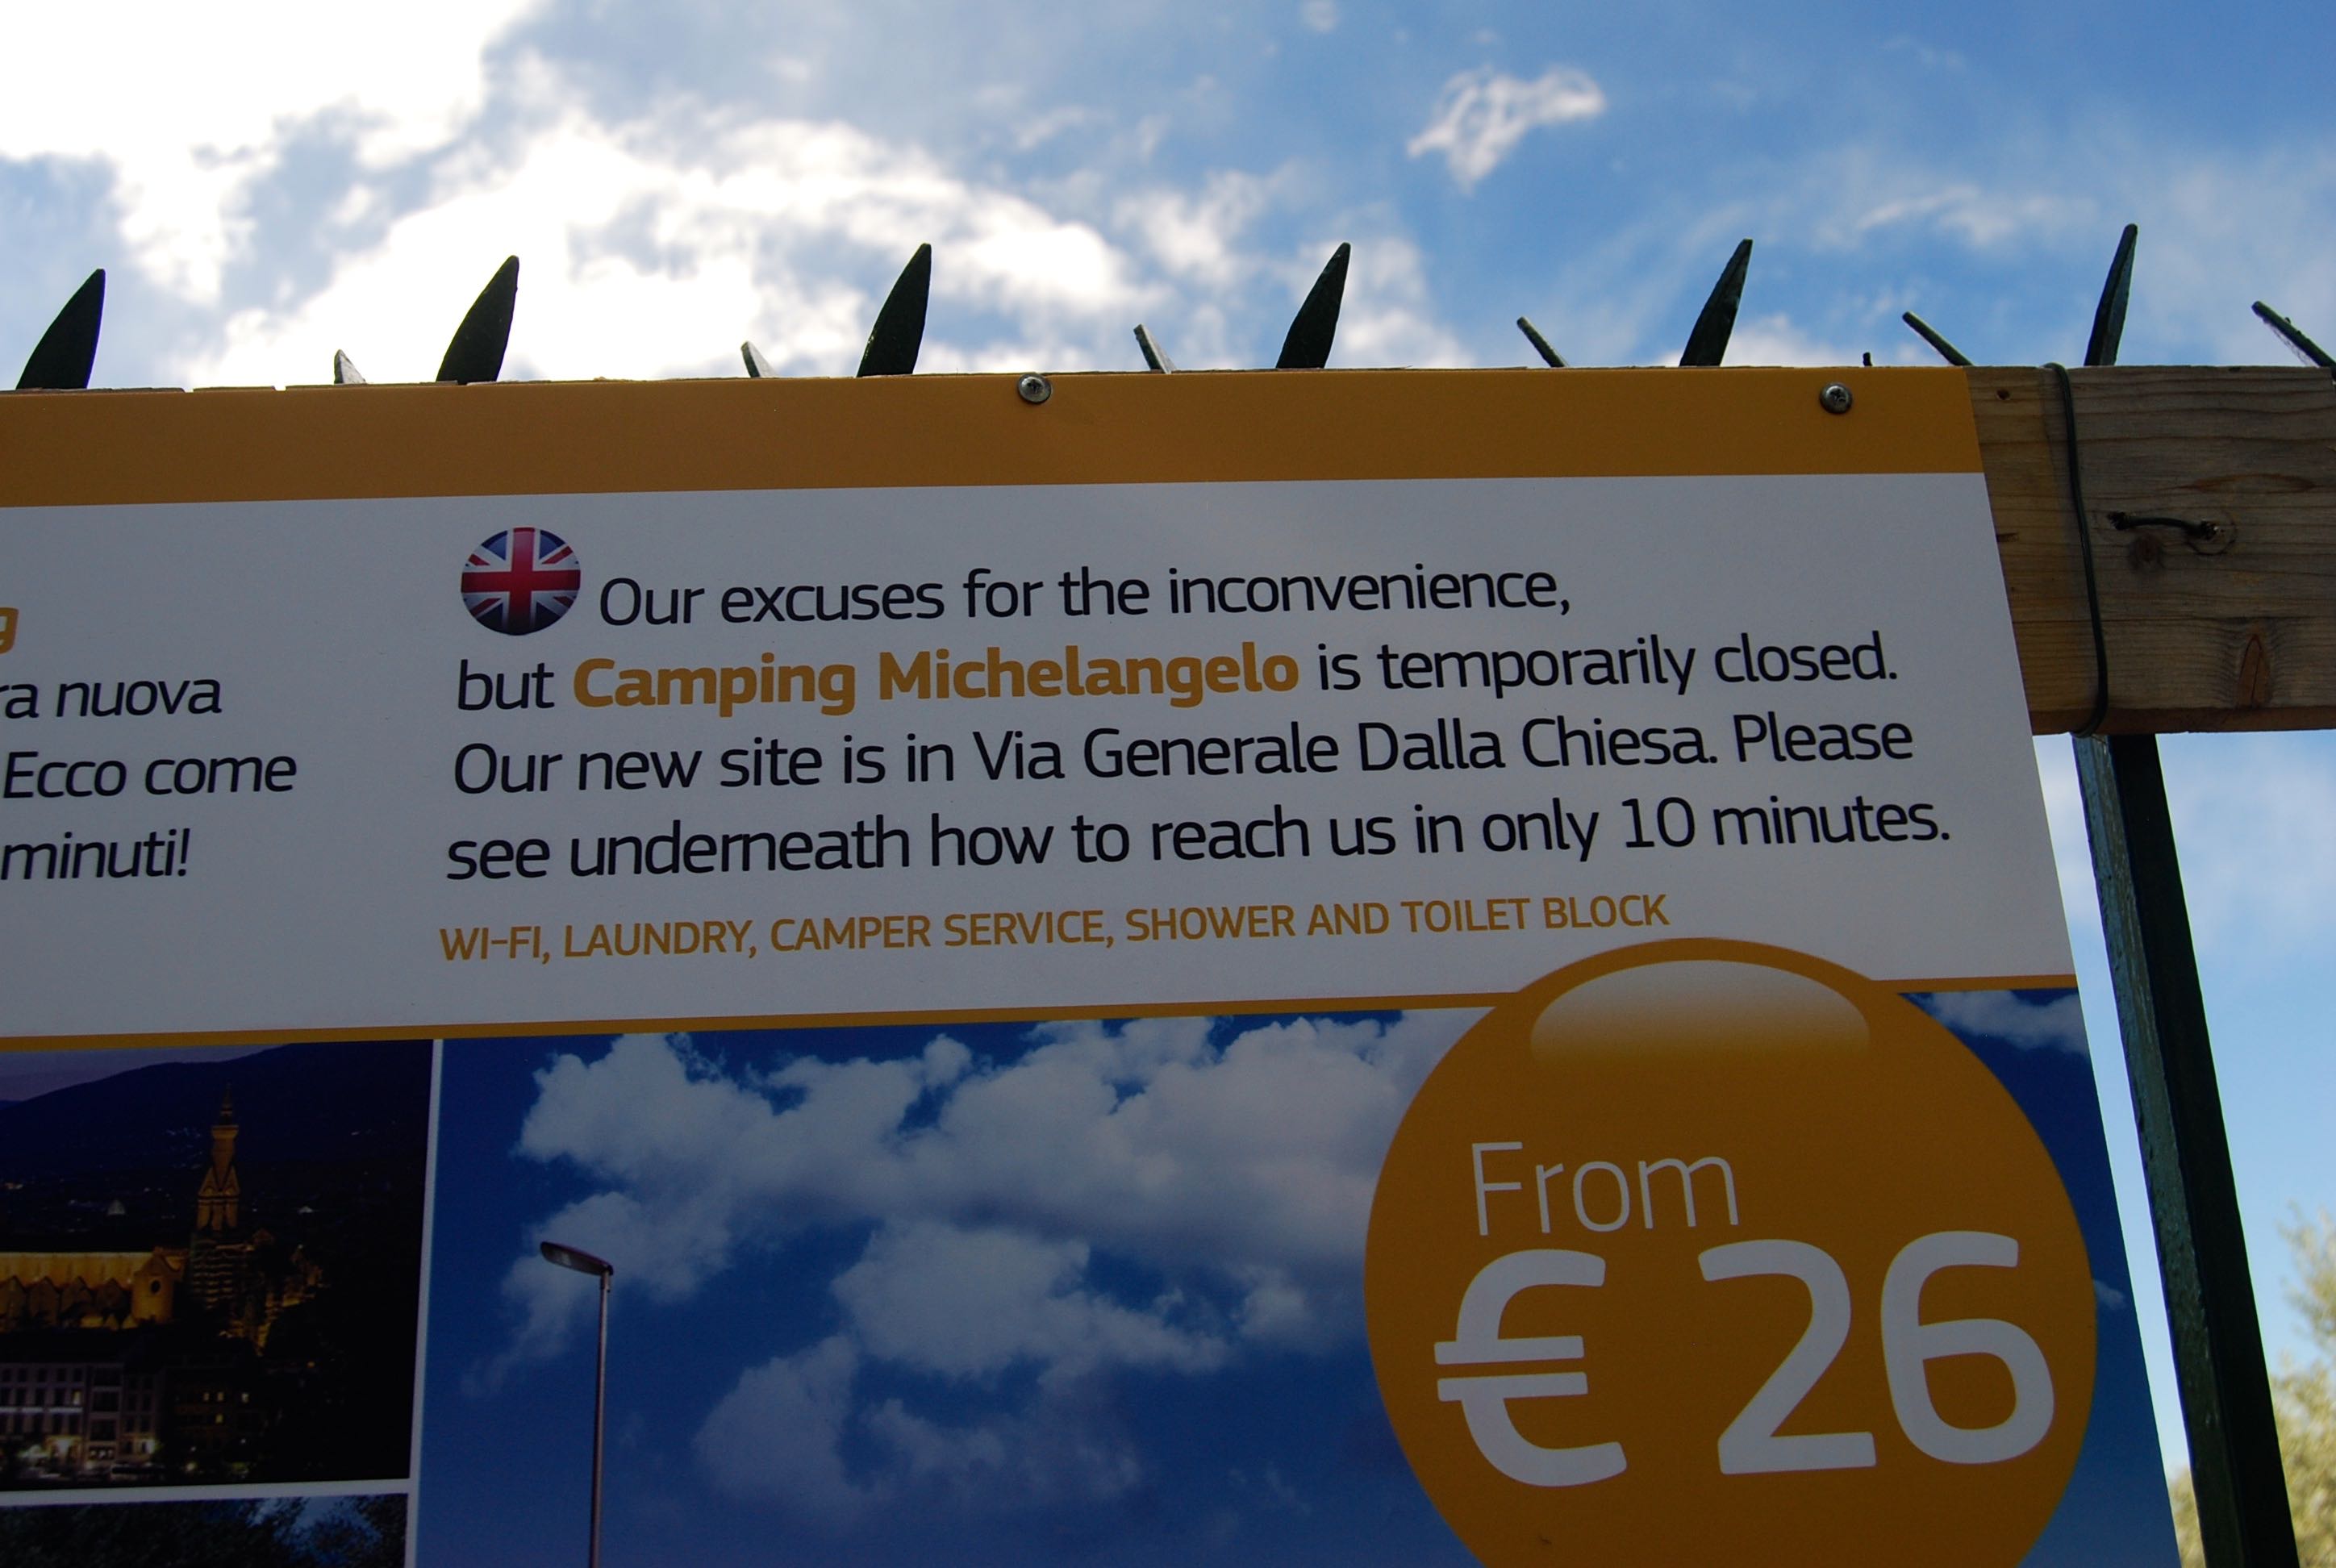 g
ra nuova
Ecco come
minuti!
Our excuses for the inconvenience,
but Camping Michelangelo is temporarily closed.
Our new site is in Via Generale Dalla Chiesa. Please
see underneath how to reach us in only 10 minutes.
WI-FI, LAUNDRY, CAMPER SERVICE, SHOWER AND TOILET BLOCK
From
€ 26